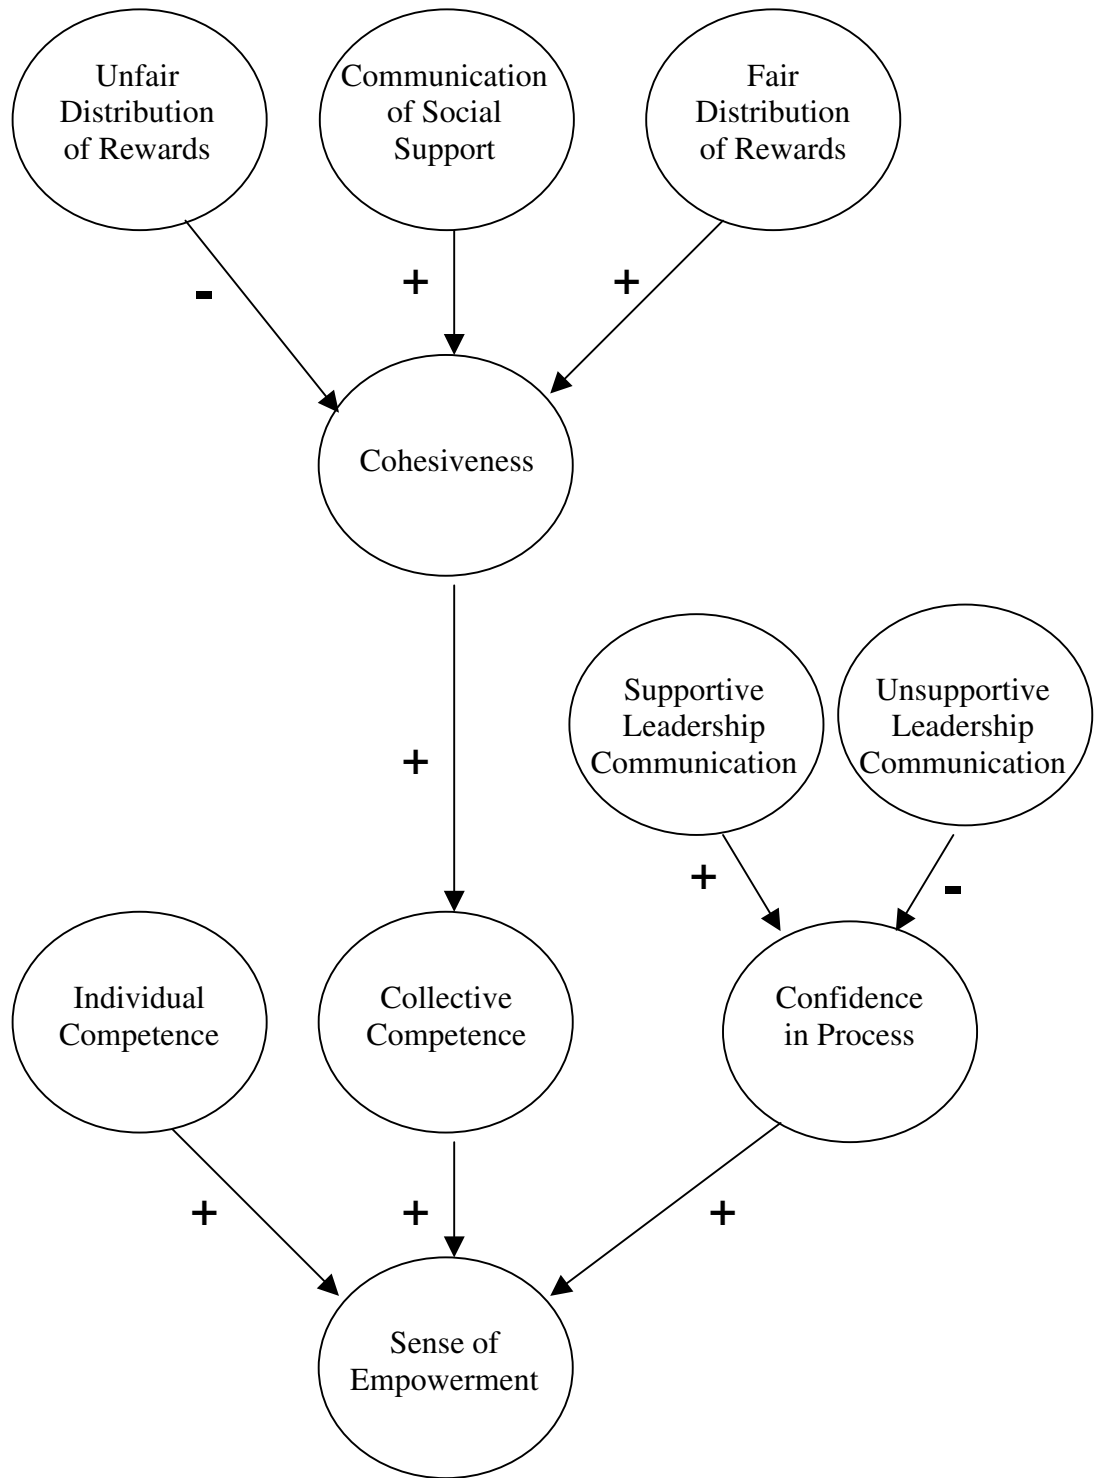 Unfair
Distribution
of Rewards
Communication
of Social
Support
Fair
Distribution
of Rewards
-
+
+
Cohesiveness
+
Supportive
Leadership
Communication
Unsupportive
Leadership
Communication
+
-
Individual
Competence
Collective
Competence
Confidence
in Process
+
+
+
Sense of
Empowerment